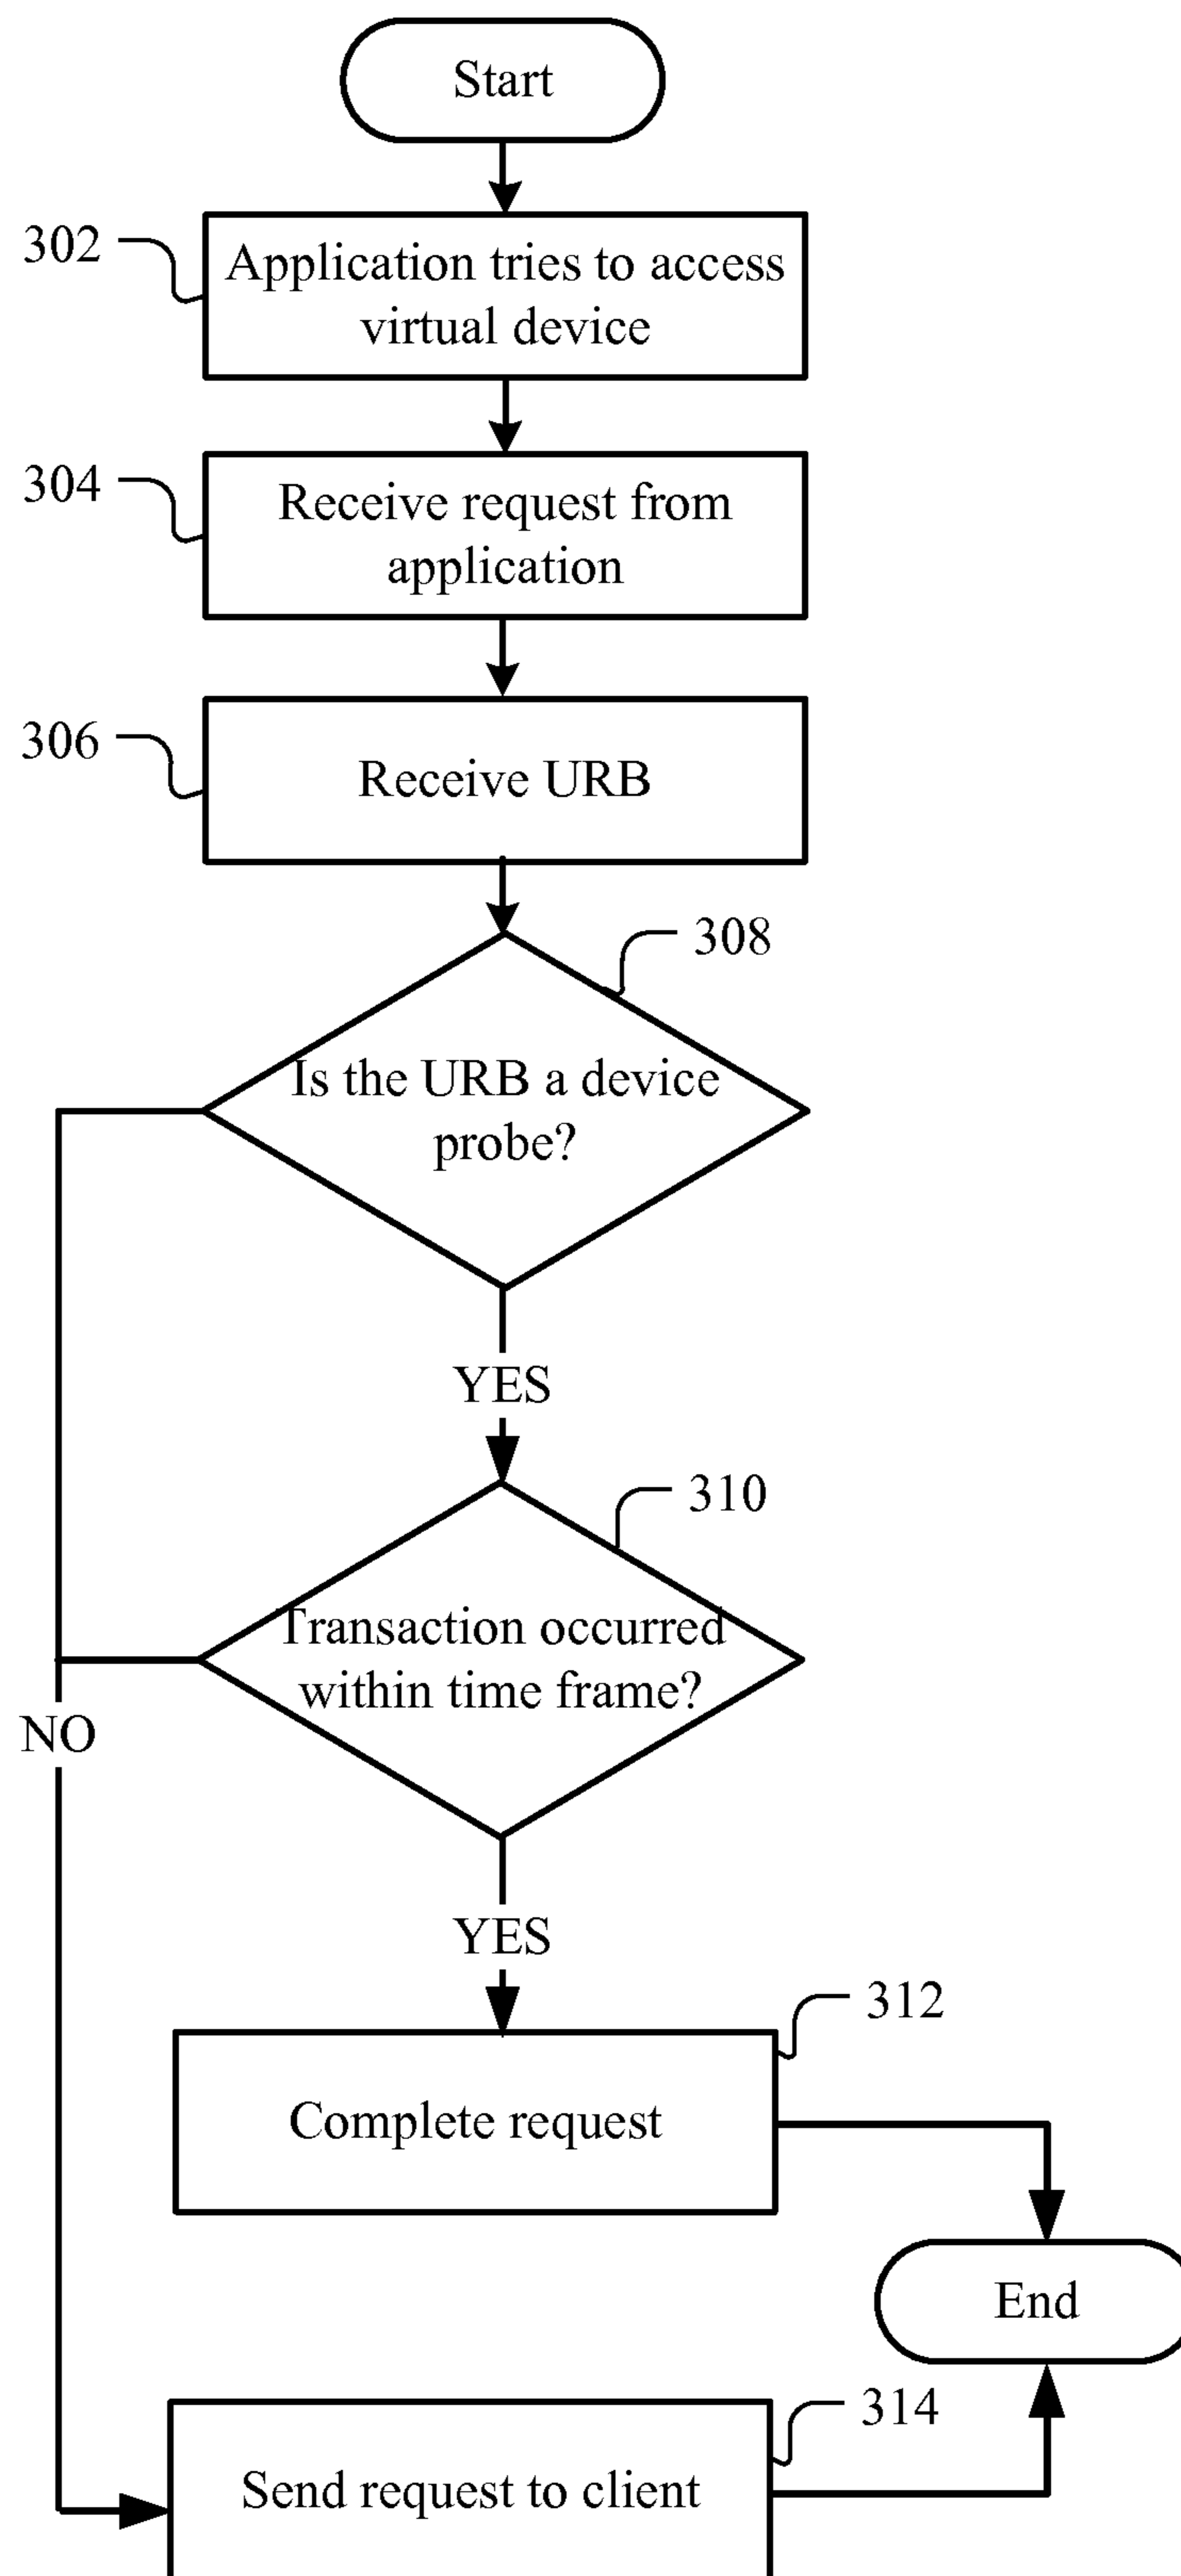 Start
302
Application tries to access
virtual device
304
Receive request from
application
306
Receive URB
308
Is the URB a device
probe?
YES
310
Transaction occurred
within time frame?
NO
YES
312
Complete request
End
314
Send request to client